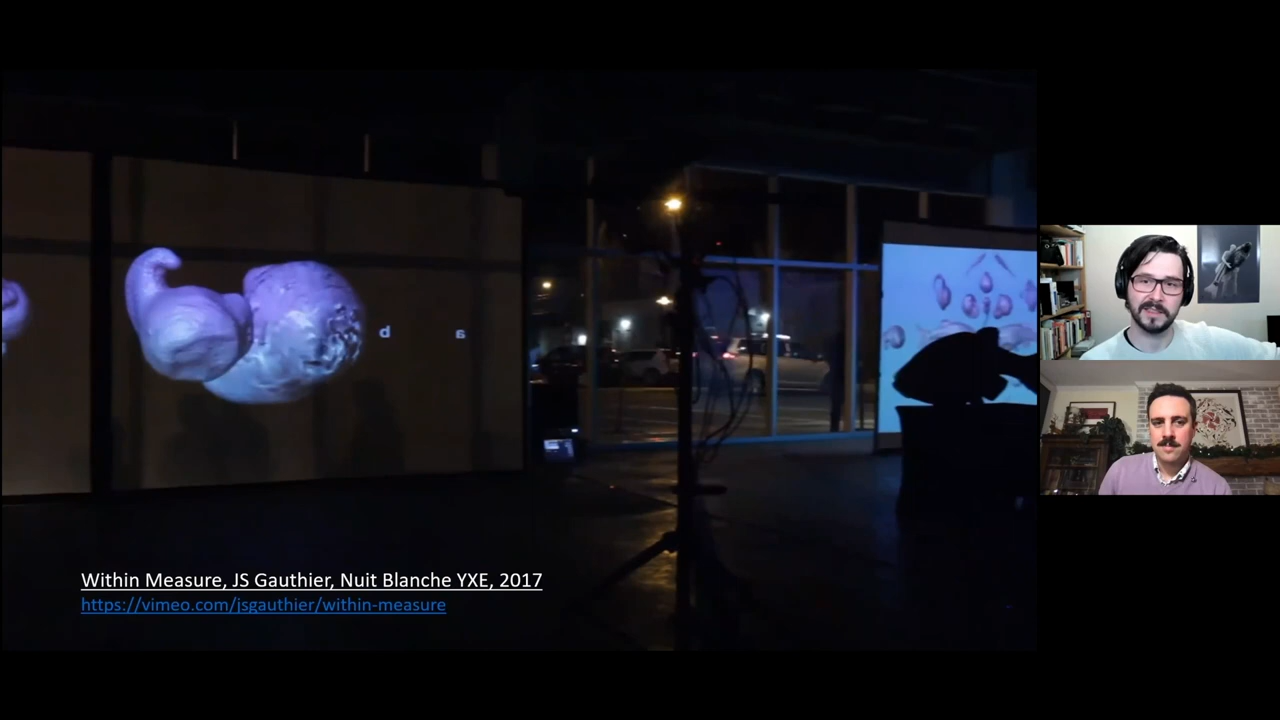 d a
Within Measure, JS Gauthier, Nuit Blanche YXE, 2017
https://vimeo.com/jsgauthier/within-measure